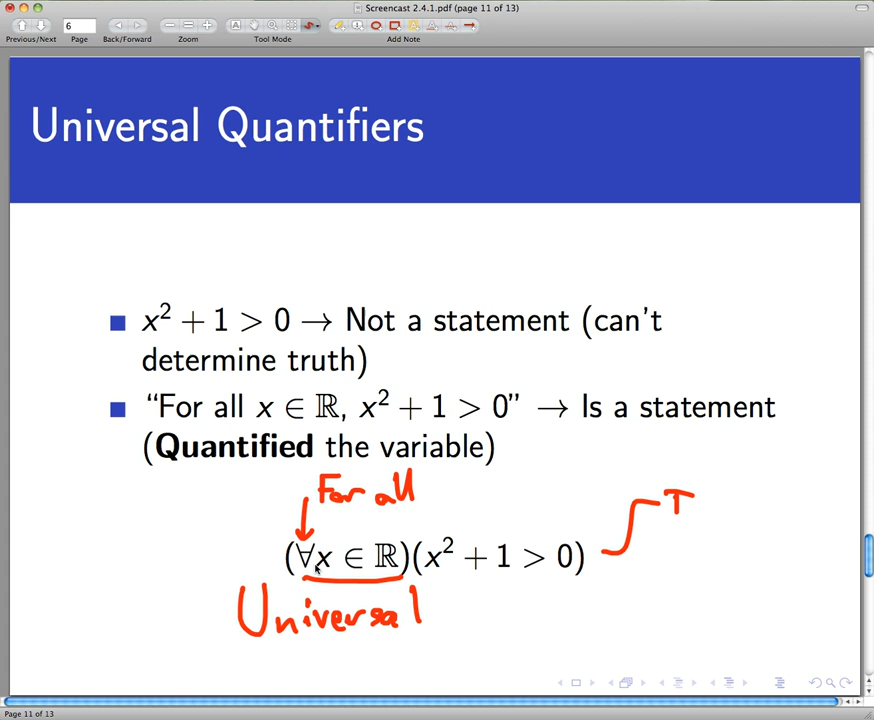 Screencast 2.4.1.pdf (page 11 of 13)
6
Previous/Next Page Back/Forward Zoom Tool Mode Add Note
Universal Quantifiers
x² + 1 > 0 → Not a statement (can't
determine truth)
“For all x ∈ ℝ, x² + 1 > 0” → Is a statement
(Quantified the variable)
For all
T
(∀x ∈ ℝ)(x² + 1 > 0)
Universal
Page 11 of 13